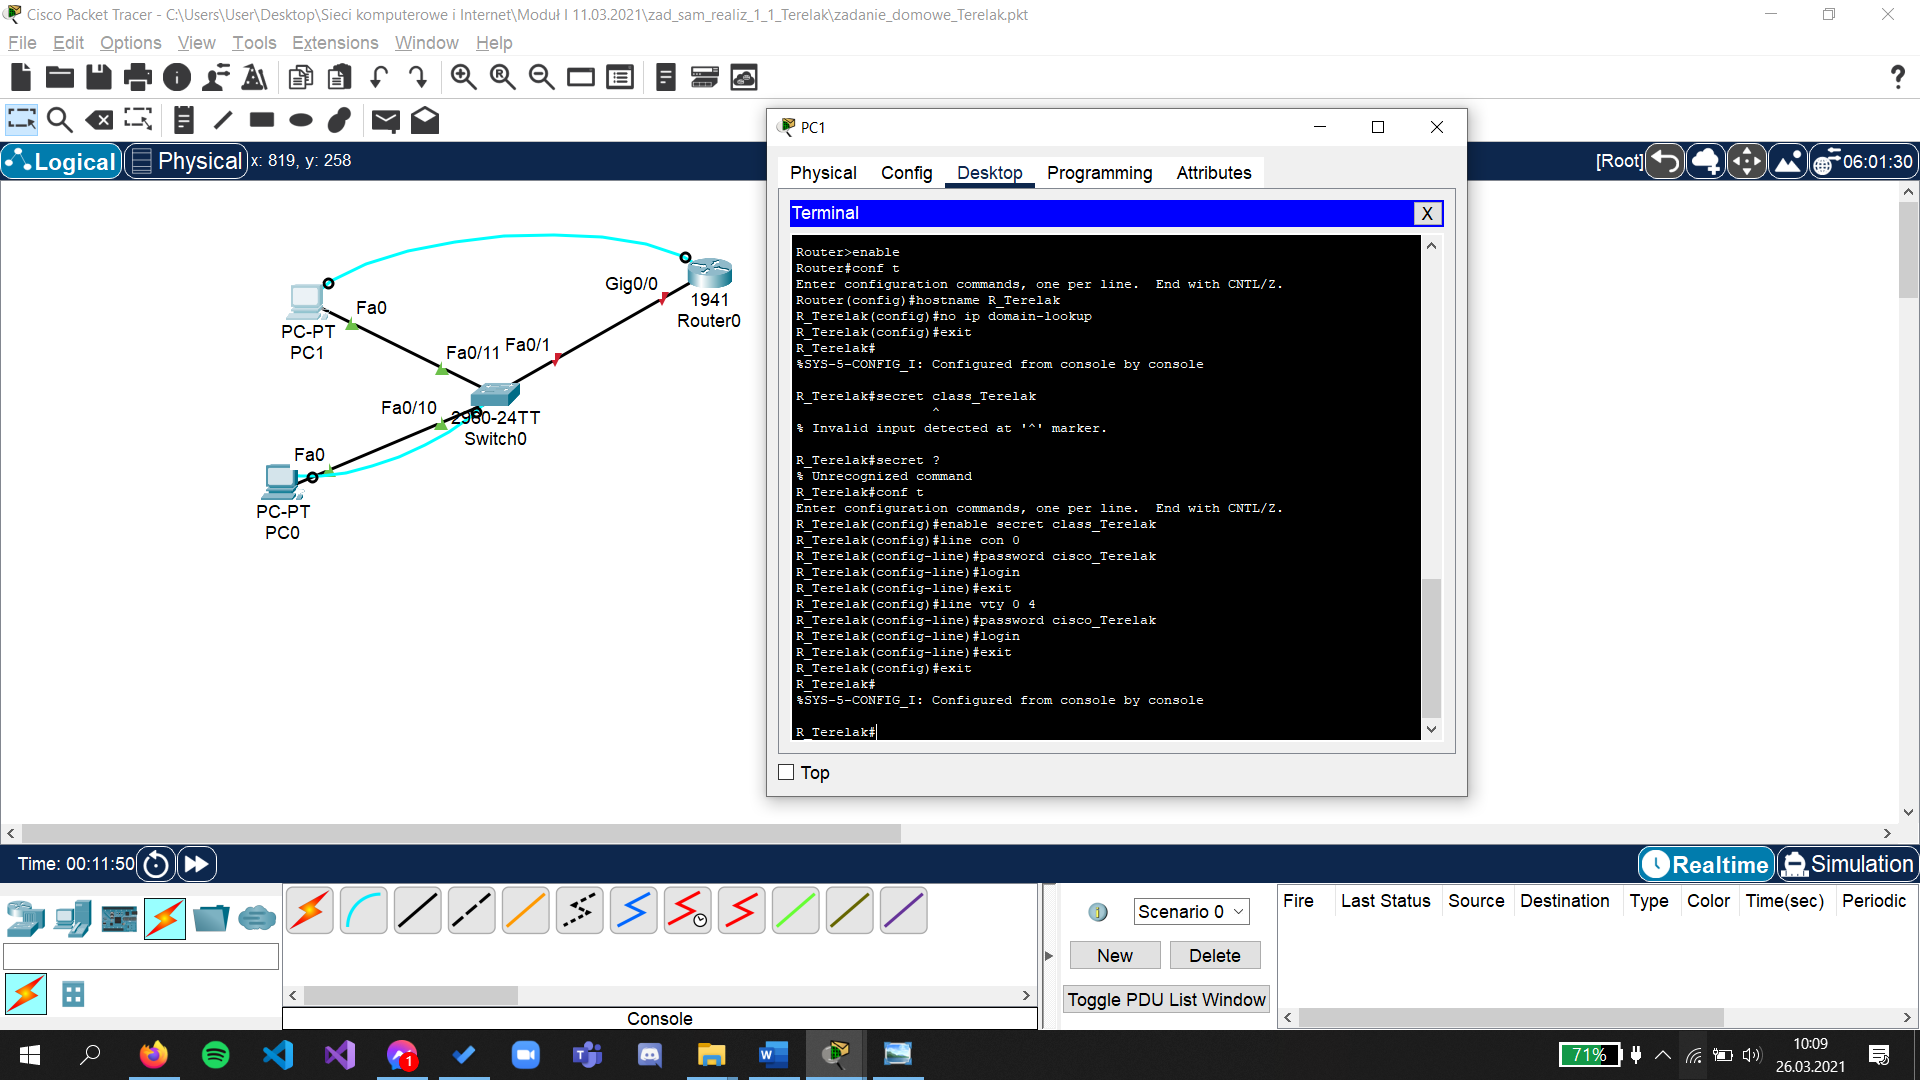 Cisco Packet Tracer - C:\Users\User\Desktop\Sieci komputerowe i Internet\Moduł I 11.03.2021\zad_sam_realiz_1_1_Terelak\zadanie_domowe_Terelak.pkt
File Edit Options View Tools Extensions Window Help
Logical Physical x: 819, y: 258
[Root] 06:01:30
Gig0/0
1941
Router0
Fa0
PC-PT
PC1
Fa0/11 Fa0/1
Fa0/10
2960-24TT
Switch0
Fa0
PC-PT
PC0
PC1
Physical Config Desktop Programming Attributes
Terminal
X
Router>enable
Router#conf t
Enter configuration commands, one per line.  End with CNTL/Z.
Router(config)#hostname R_Terelak
R_Terelak(config)#no ip domain-lookup
R_Terelak(config)#exit
R_Terelak#
%SYS-5-CONFIG_I: Configured from console by console
R_Terelak#secret class_Terelak
^
% Invalid input detected at '^' marker.
R_Terelak#secret ?
% Unrecognized command
R_Terelak#conf t
Enter configuration commands, one per line.  End with CNTL/Z.
R_Terelak(config)#enable secret class_Terelak
R_Terelak(config)#line con 0
R_Terelak(config-line)#password cisco_Terelak
R_Terelak(config-line)#login
R_Terelak(config-line)#exit
R_Terelak(config)#line vty 0 4
R_Terelak(config-line)#password cisco_Terelak
R_Terelak(config-line)#login
R_Terelak(config-line)#exit
R_Terelak(config)#exit
R_Terelak#
%SYS-5-CONFIG_I: Configured from console by console
R_Terelak#
Top
Time: 00:11:50
Realtime Simulation
Scenario 0
New Delete
Toggle PDU List Window
Fire Last Status Source Destination Type Color Time(sec) Periodic
Console
1
71%
10:09
26.03.2021